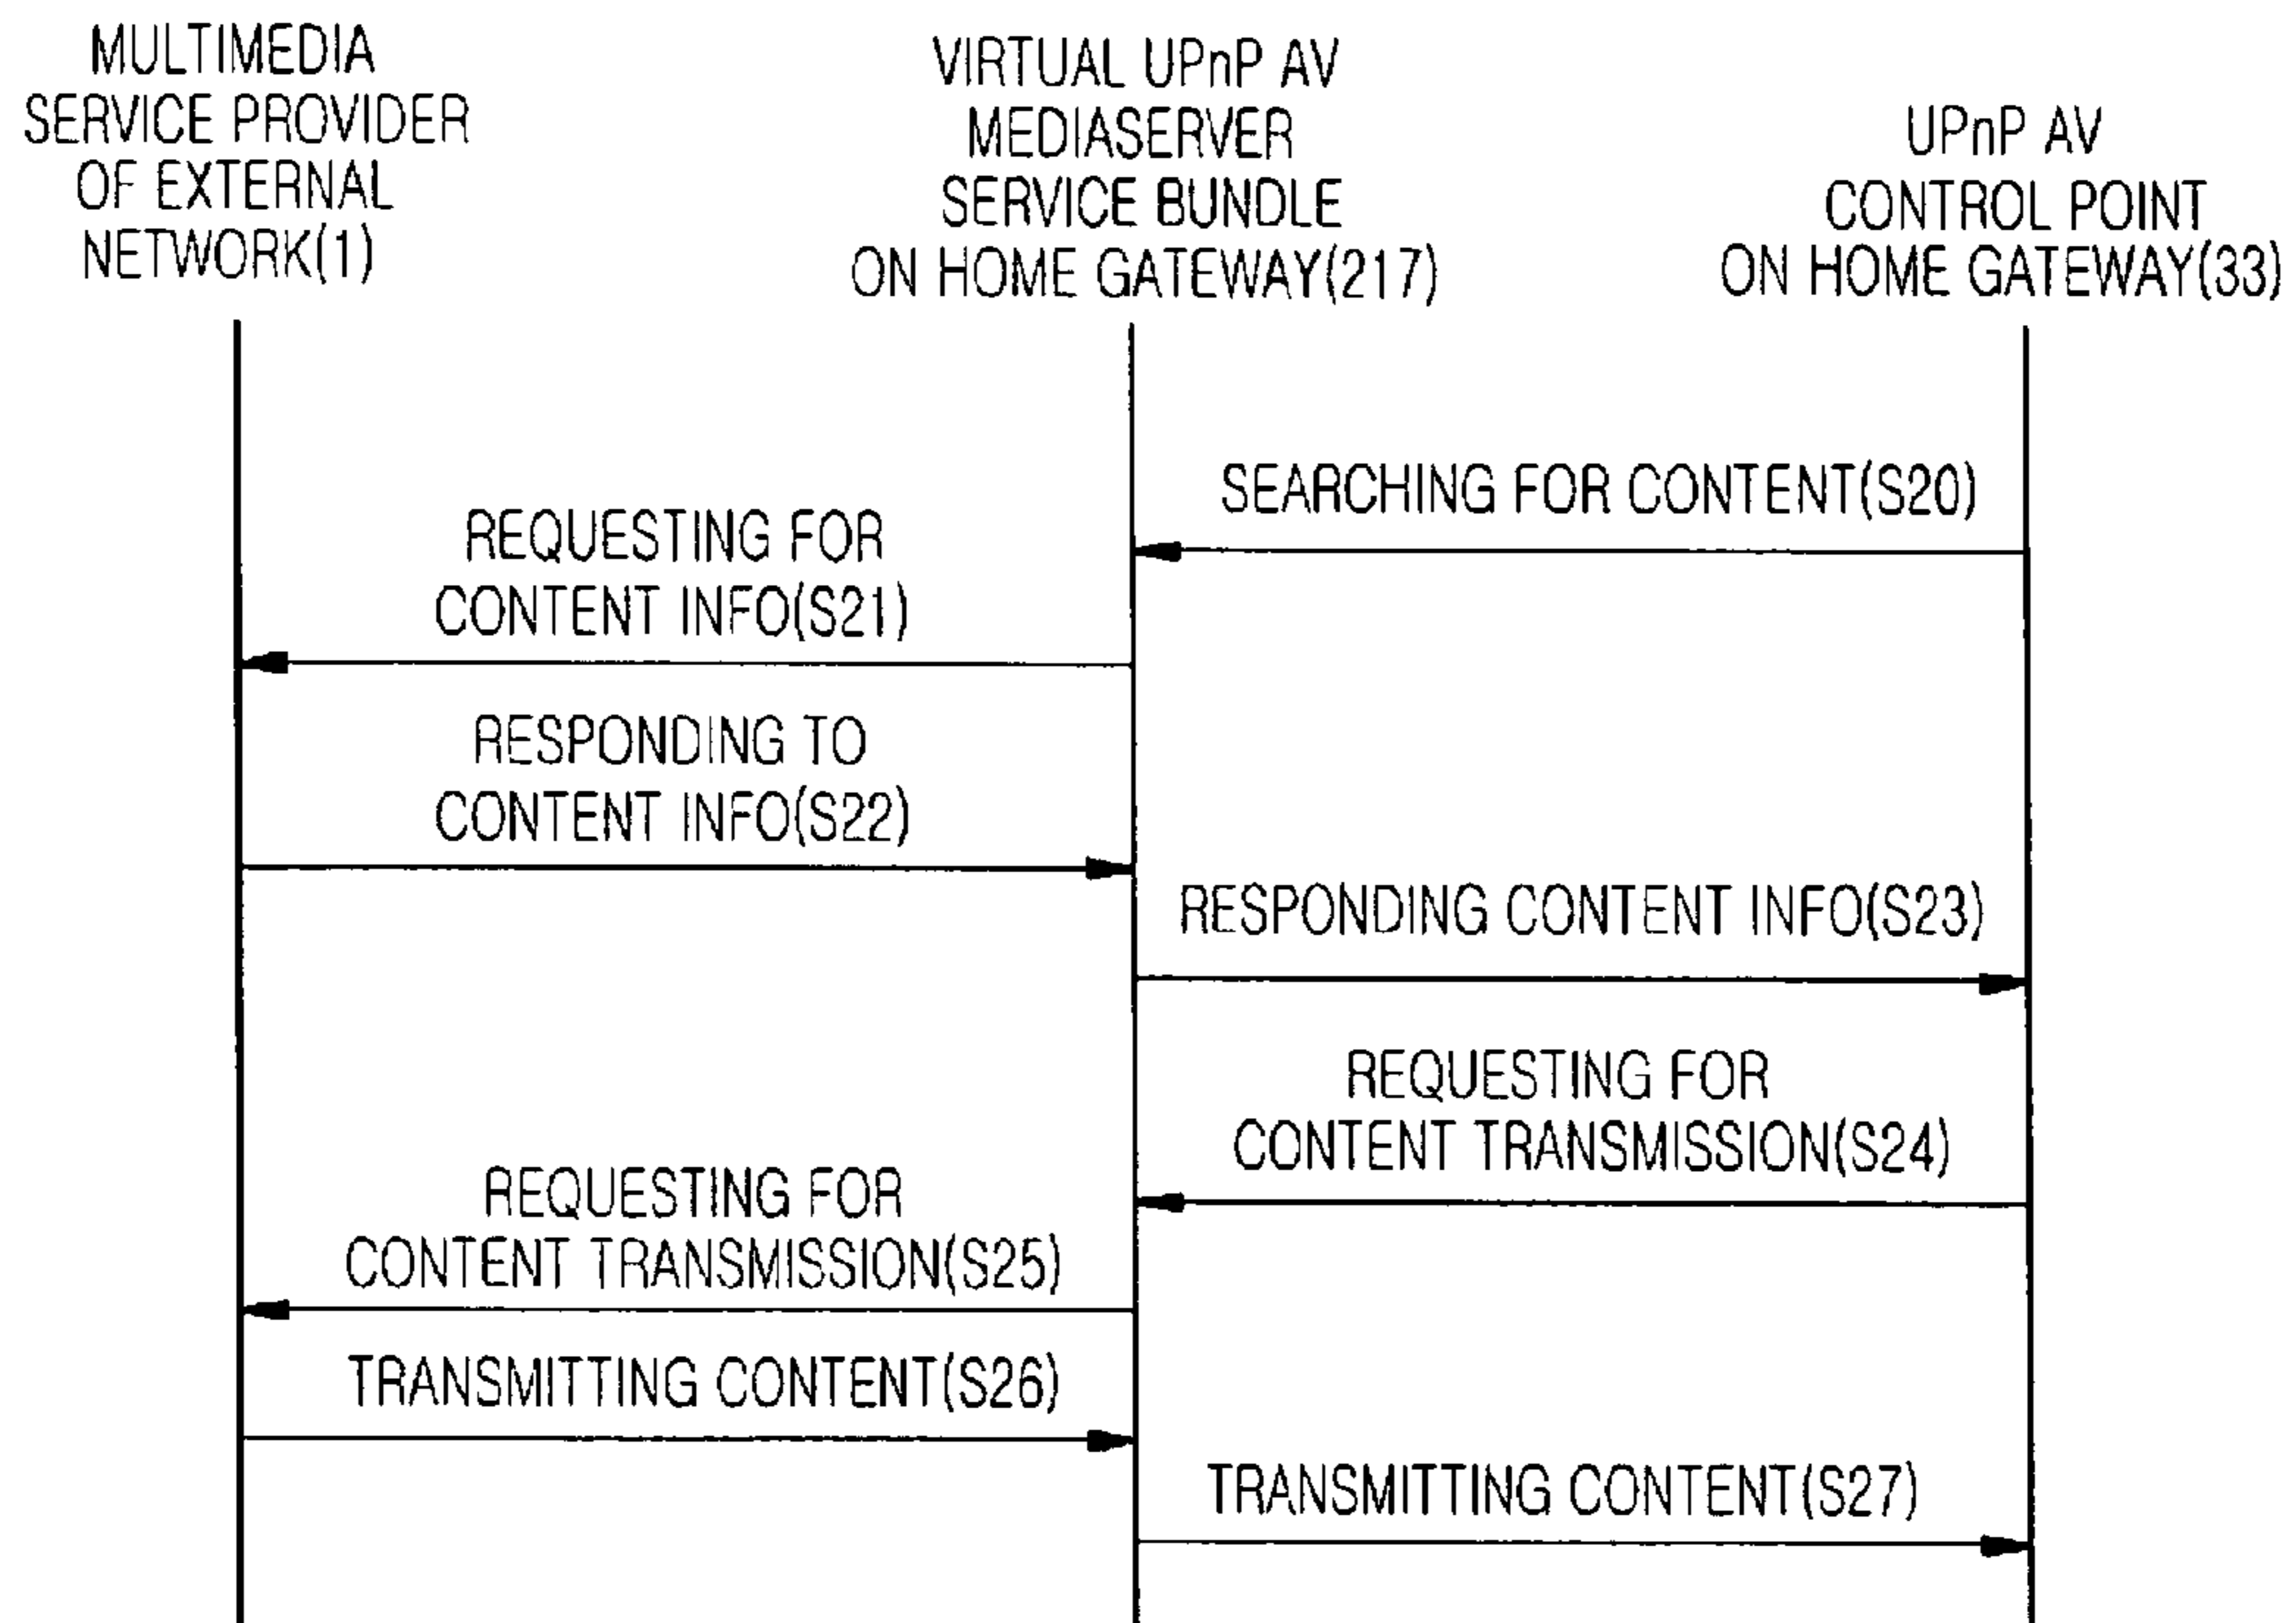 MULTIMEDIA
SERVICE PROVIDER
OF EXTERNAL
NETWORK(1)
VIRTUAL UPnP AV
MEDIASERVER
SERVICE BUNDLE
ON HOME GATEWAY(217)
UPnP AV
CONTROL POINT
ON HOME GATEWAY(33)
SEARCHING FOR CONTENT(S20)
REQUESTING FOR
CONTENT INFO(S21)
RESPONDING TO
CONTENT INFO(S22)
RESPONDING CONTENT INFO(S23)
REQUESTING FOR
CONTENT TRANSMISSION(S24)
REQUESTING FOR
CONTENT TRANSMISSION(S25)
TRANSMITTING CONTENT(S26)
TRANSMITTING CONTENT(S27)